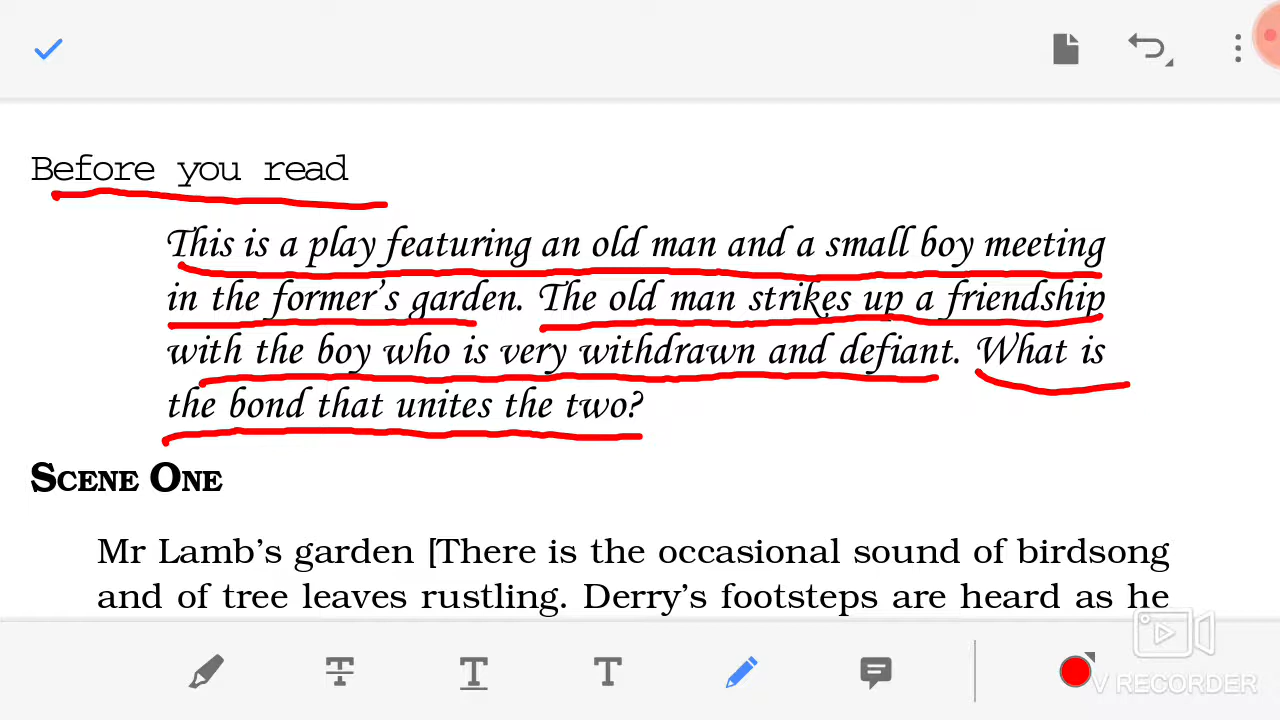 Before you read
This is a play featuring an old man and a small boy meeting
in the former's garden. The old man strikes up a friendship
with the boy who is very withdrawn and defiant. What is
the bond that unites the two?
SCENE ONE
Mr Lamb's garden [There is the occasional sound of birdsong
and of tree leaves rustling. Derry's footsteps are heard as he
T T T
V RECORDER